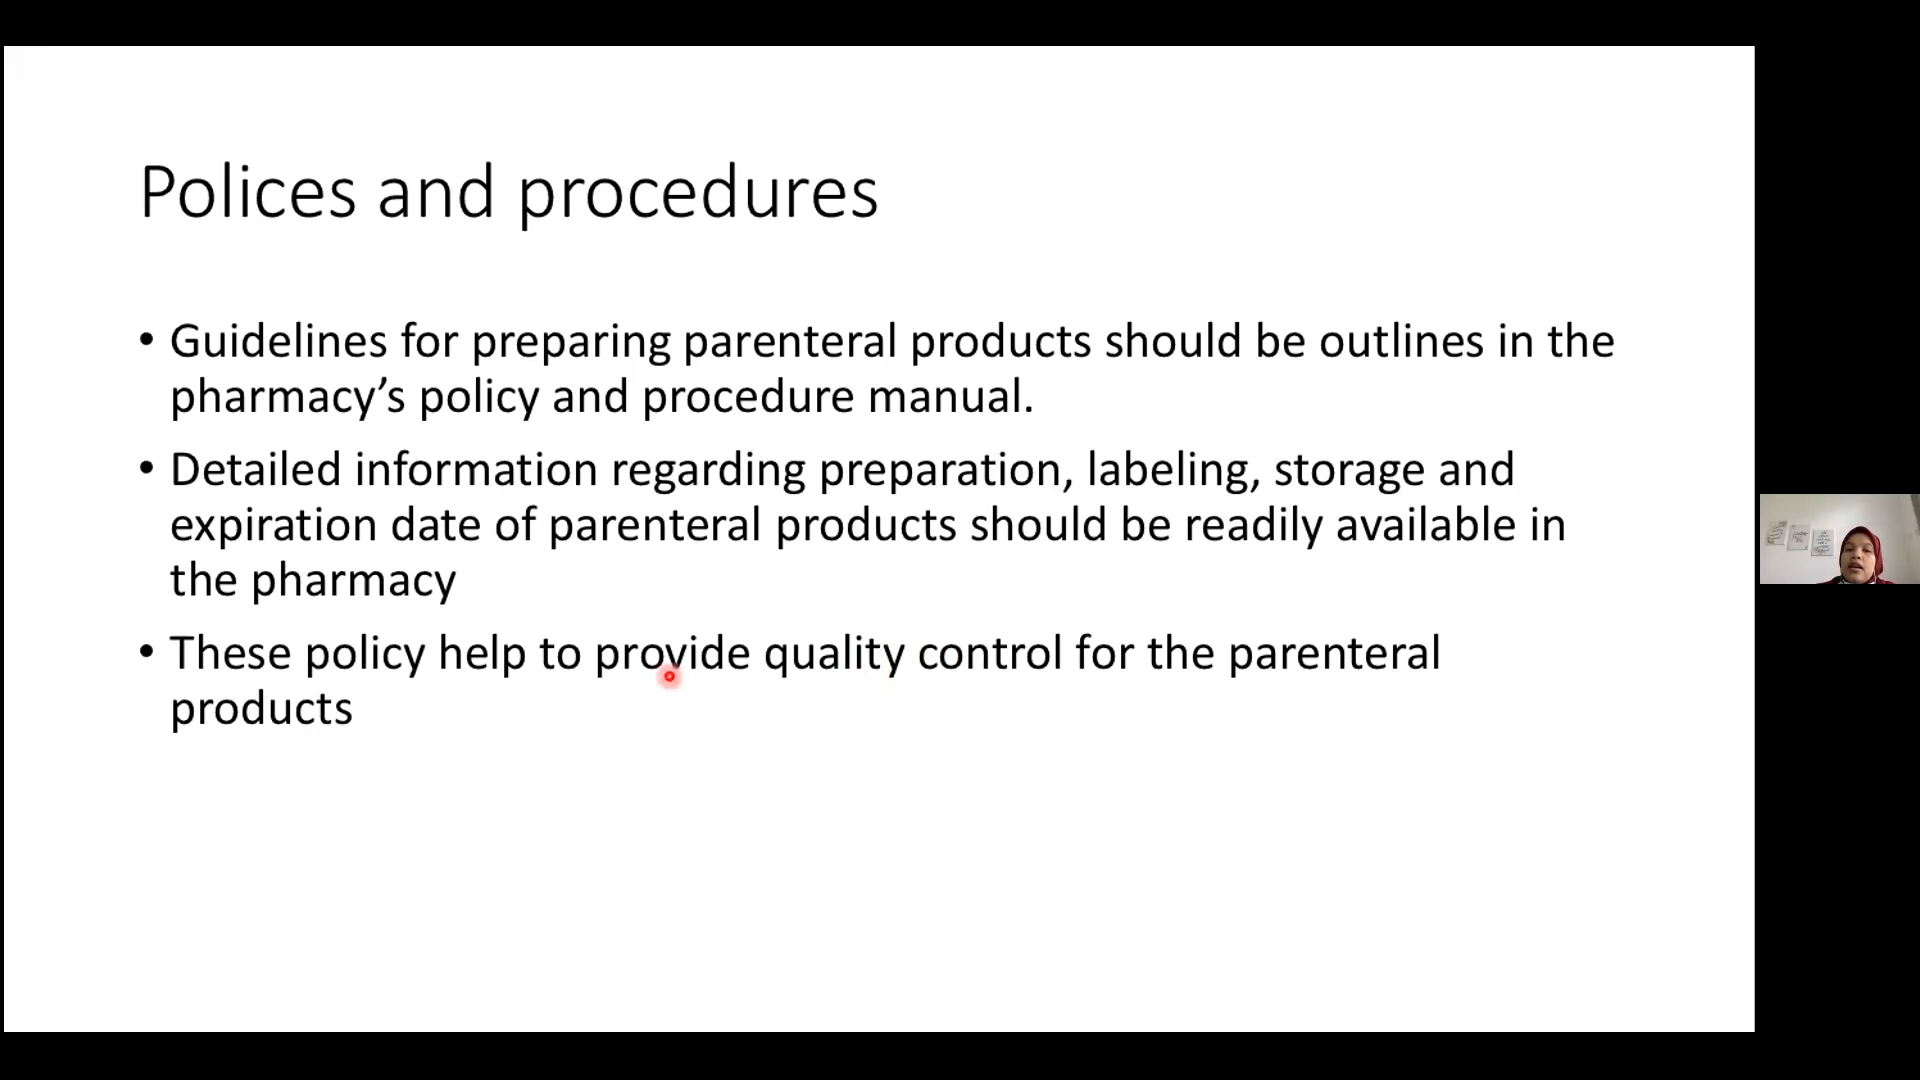 Polices and procedures
• Guidelines for preparing parenteral products should be outlines in the
pharmacy’s policy and procedure manual.
• Detailed information regarding preparation, labeling, storage and
expiration date of parenteral products should be readily available in
the pharmacy
• These policy help to provide quality control for the parenteral
products